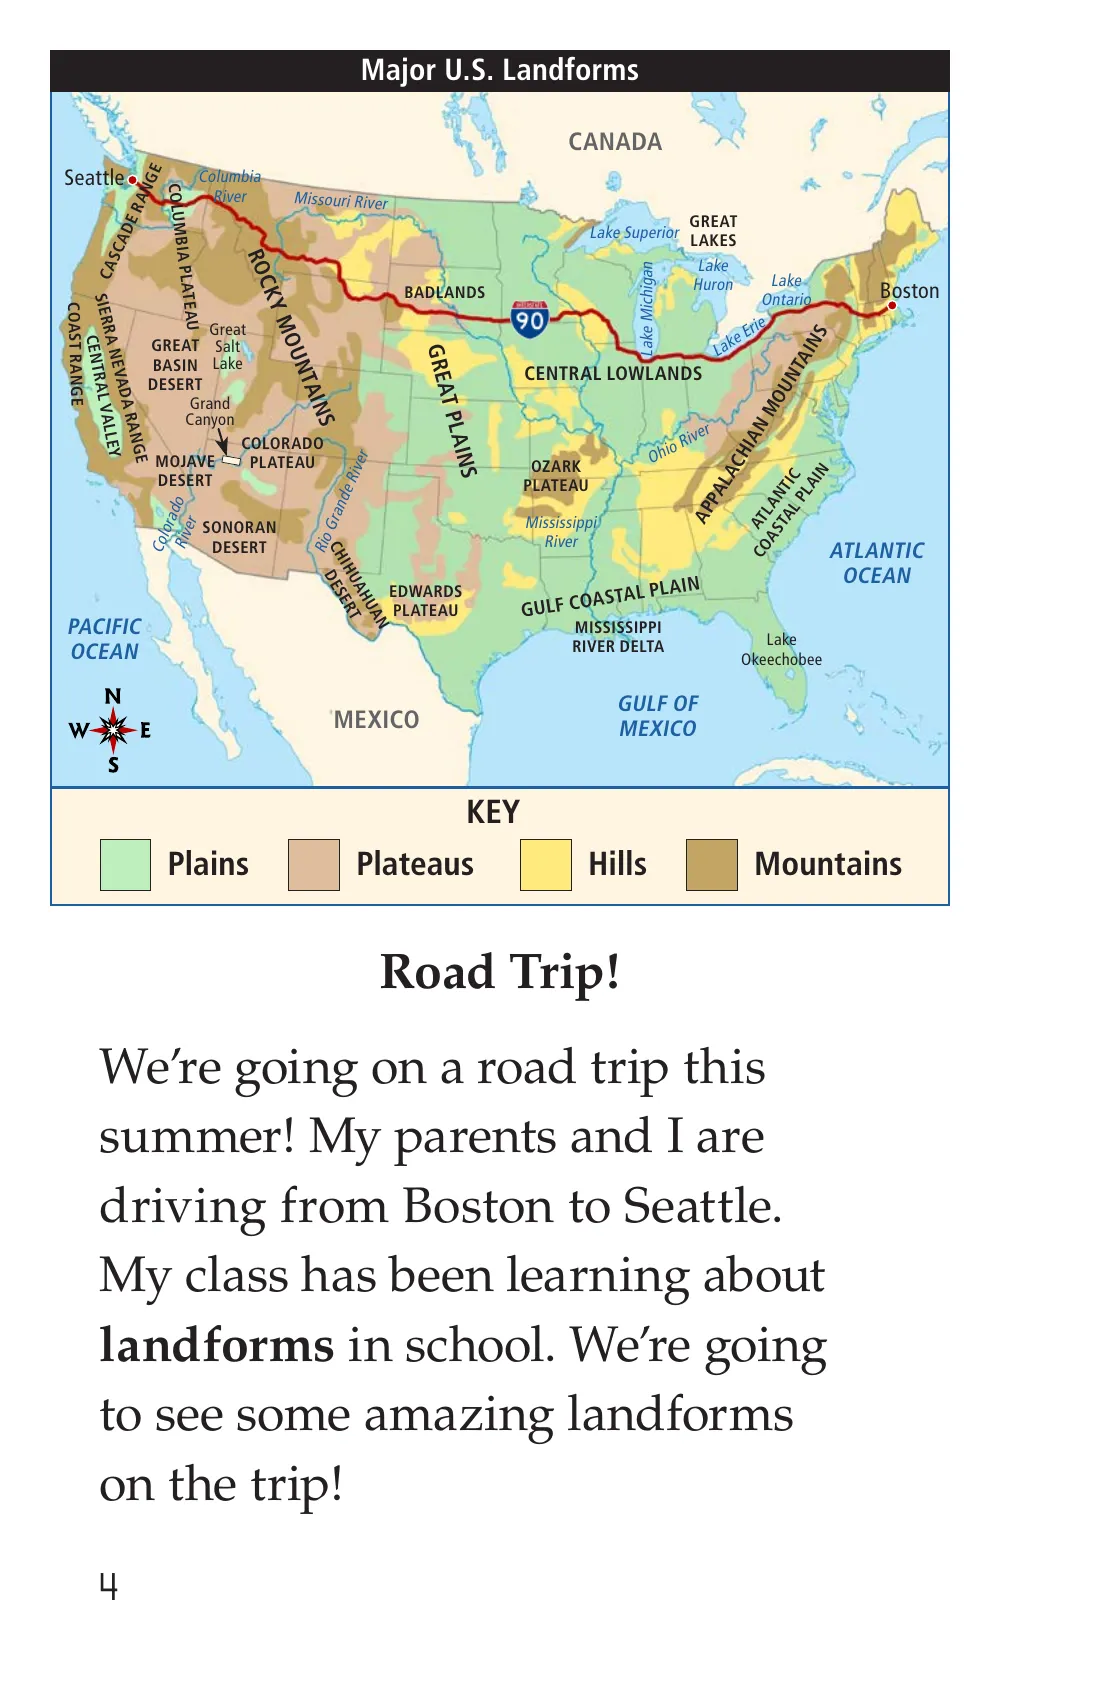 Major U.S. Landforms
CANADA
Seattle
Columbia
River
Missouri River
CASCADE RANGE
COLUMBIA PLATEAU
ROCKY MOUNTAINS
BADLANDS
INTERSTATE
90
Lake Superior
GREAT
LAKES
Lake
Huron
Lake Michigan
Lake
Ontario
Lake Erie
Boston
COAST RANGE
SIERRA NEVADA RANGE
CENTRAL VALLEY
GREAT
BASIN
DESERT
Great
Salt
Lake
Grand
Canyon
COLORADO
PLATEAU
MOJAVE
DESERT
Colorado
River
SONORAN
DESERT
Rio Grande River
CHIHUAHUAN
DESERT
GREAT PLAINS
CENTRAL LOWLANDS
OZARK
PLATEAU
Ohio River
APPALACHIAN MOUNTAINS
ATLANTIC
COASTAL PLAIN
Mississippi
River
EDWARDS
PLATEAU
GULF COASTAL PLAIN
MISSISSIPPI
RIVER DELTA
Lake
Okeechobee
ATLANTIC
OCEAN
PACIFIC
OCEAN
GULF OF
MEXICO
MEXICO
N
W E
S
KEY
Plains Plateaus Hills Mountains
Road Trip!
We’re going on a road trip this
summer! My parents and I are
driving from Boston to Seattle.
My class has been learning about
landforms in school. We’re going
to see some amazing landforms
on the trip!
4